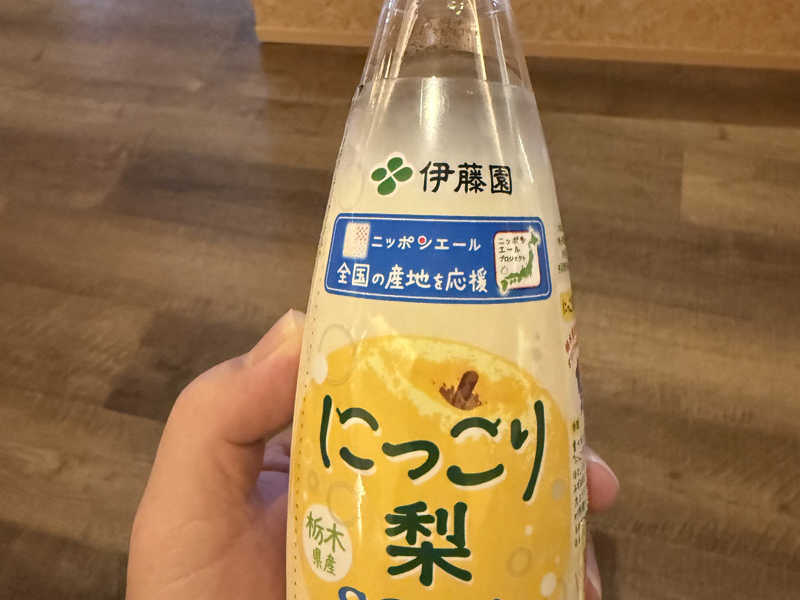 伊藤園
ニッポンエール
全国の産地を応援
ニッポン
エール
プロジェクト
にっこり
梨
栃木
県産